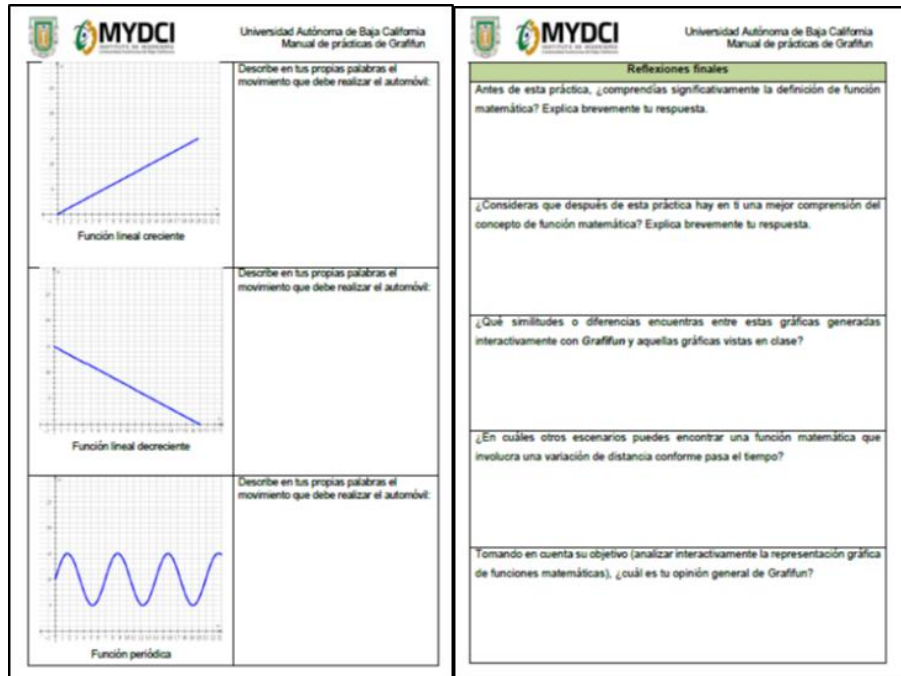 MYDCI
Universidad Autónoma de Baja California
Manual de prácticas de Grafifun
Describe en tus propias palabras el
movimiento que debe realizar el automóvil:
Función lineal creciente
Describe en tus propias palabras el
movimiento que debe realizar el automóvil:
Función lineal decreciente
Describe en tus propias palabras el
movimiento que debe realizar el automóvil:
Función periódica
MYDCI
Universidad Autónoma de Baja California
Manual de prácticas de Grafifun
Reflexiones finales
Antes de esta práctica, ¿comprendías significativamente la definición de función
matemática? Explica brevemente tu respuesta.
¿Consideras que después de esta práctica hay en ti una mejor comprensión del
concepto de función matemática? Explica brevemente tu respuesta.
¿Qué similitudes o diferencias encuentras entre estas gráficas generadas
interactivamente con Grafifun y aquellas gráficas vistas en clase?
¿En cuáles otros escenarios puedes encontrar una función matemática que
involucra una variación de distancia conforme pasa el tiempo?
Tomando en cuenta su objetivo (analizar interactivamente la representación gráfica
de funciones matemáticas), ¿cuál es tu opinión general de Grafifun?